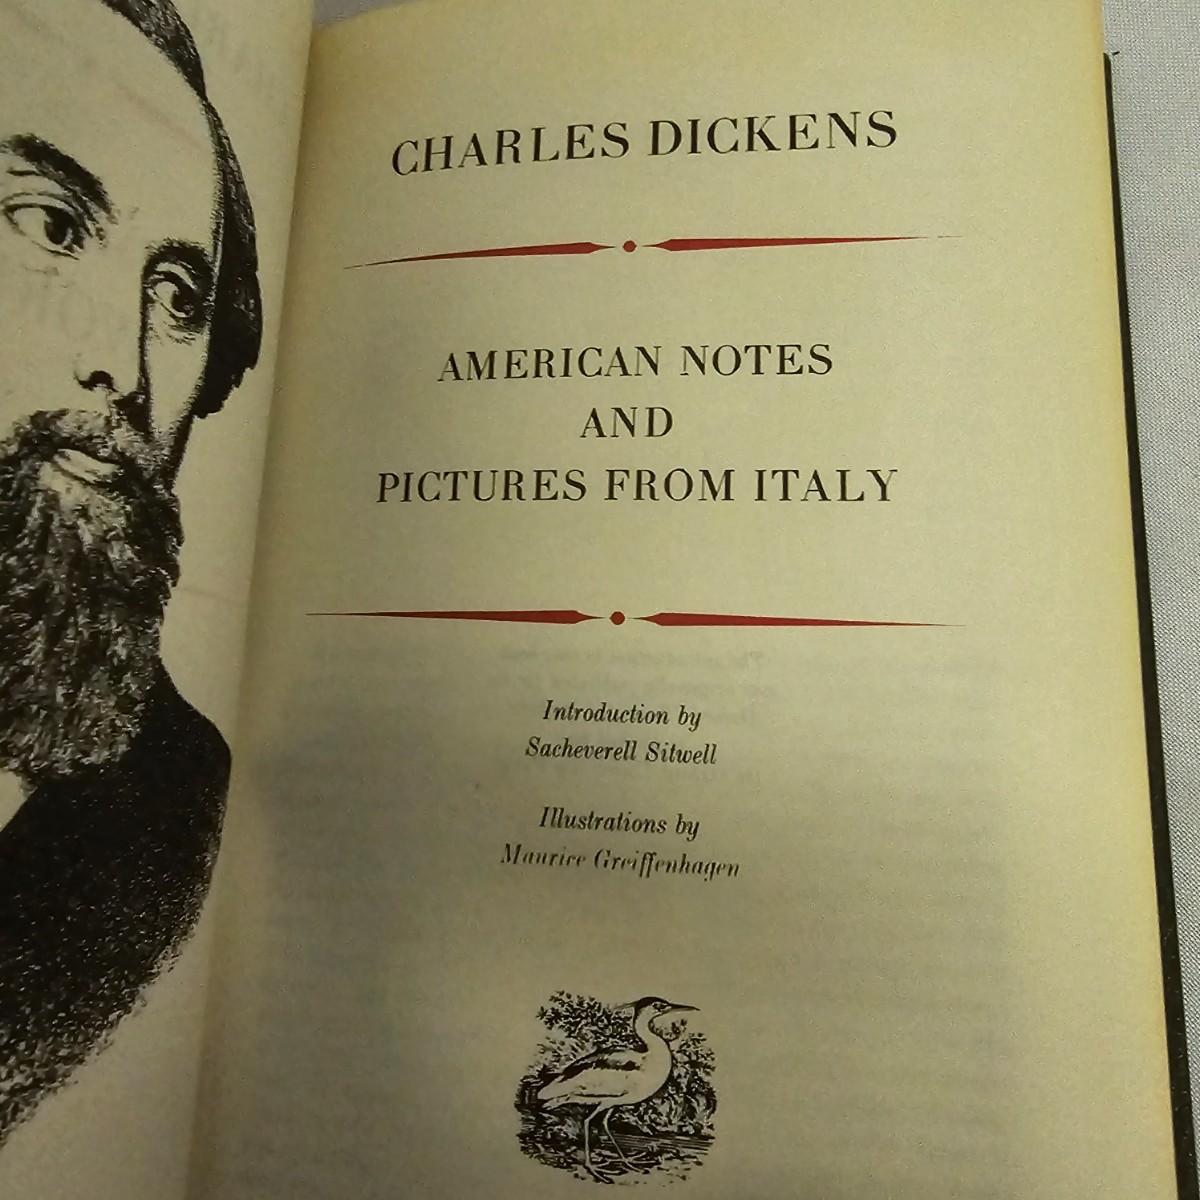 CHARLES DICKENS
AMERICAN NOTES
AND
PICTURES FROM ITALY
Introduction by
Sacheverell Sitwell
Illustrations by
Maurice Greiffenhagen